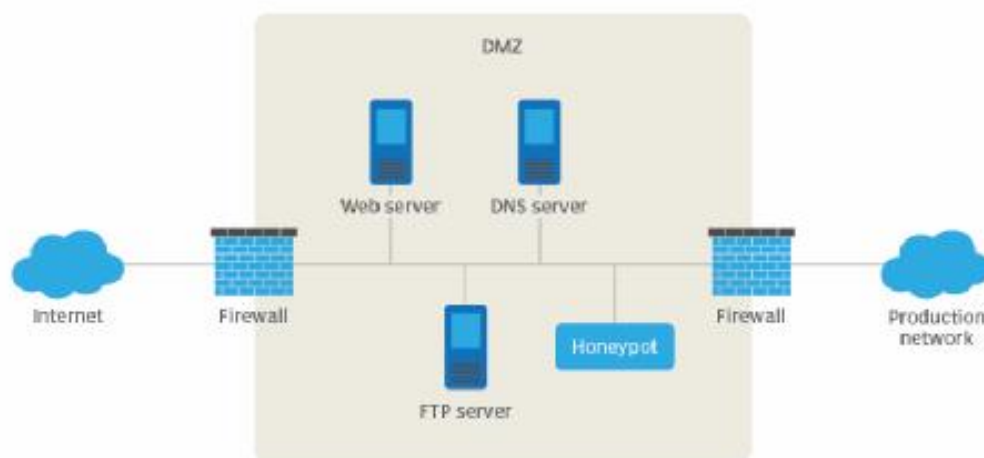 DMZ
Web server
DNS server
Internet
Firewall
Firewall
Production
network
Honeypot
FTP server